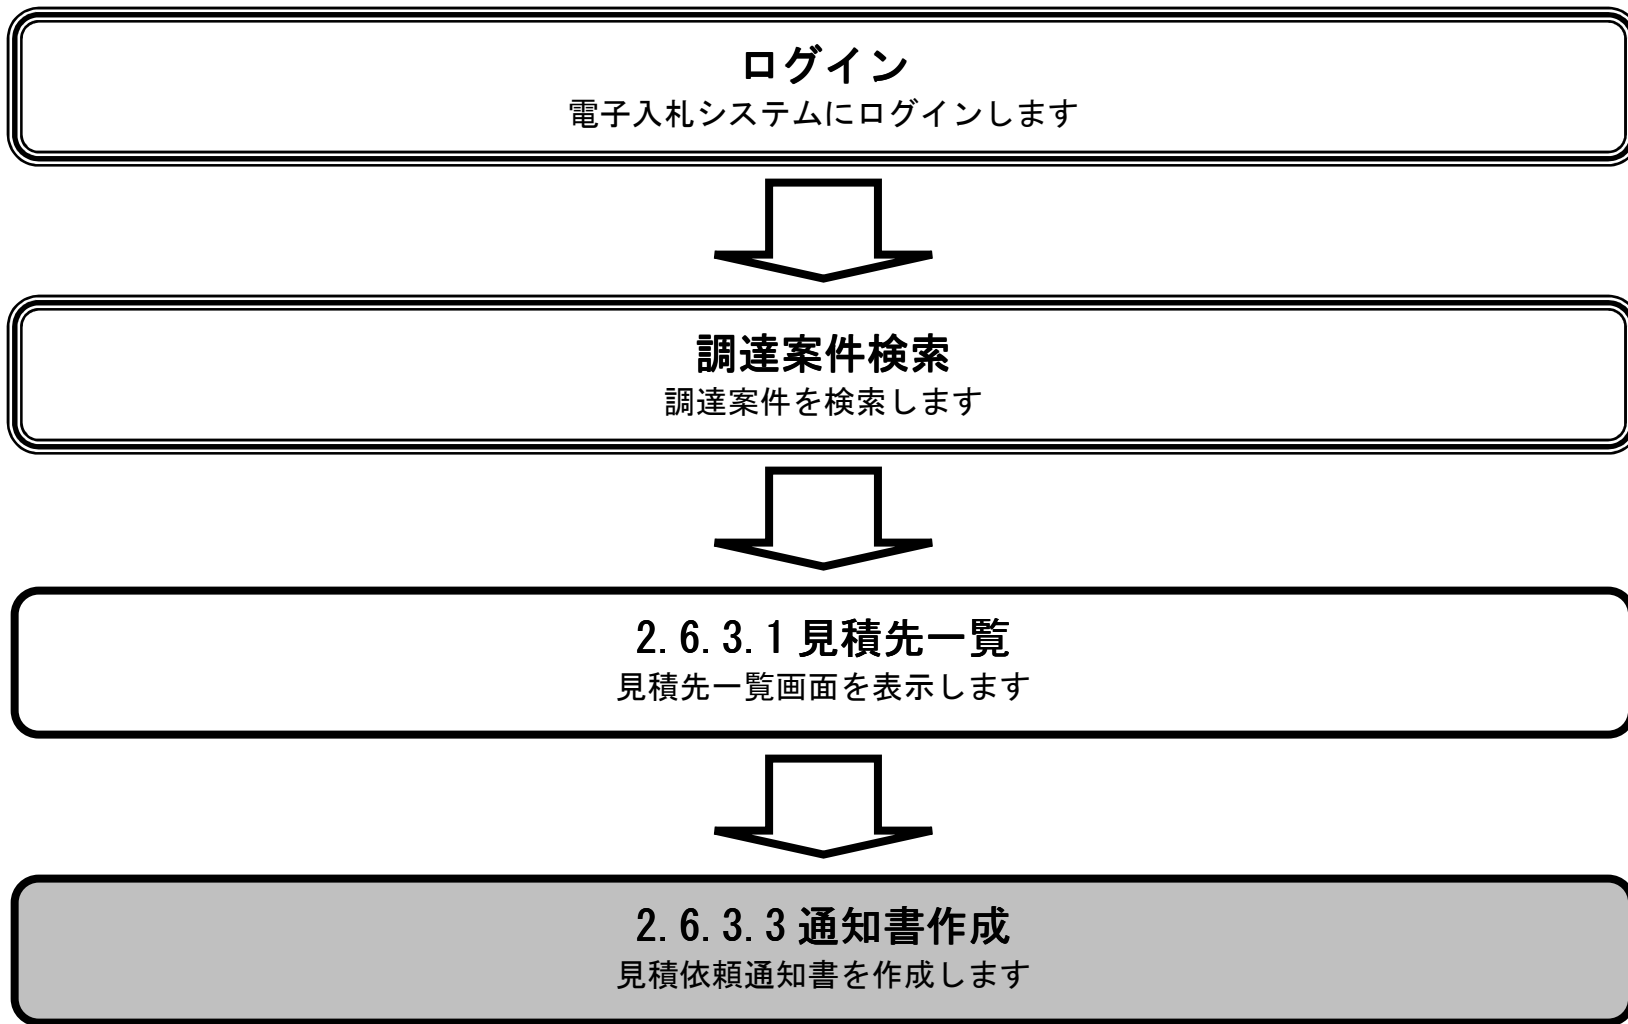 ログイン
電子入札システムにログインします
調達案件検索
調達案件を検索します
2.6.3.1 見積先一覧
見積先一覧画面を表示します
2.6.3.3 通知書作成
見積依頼通知書を作成します